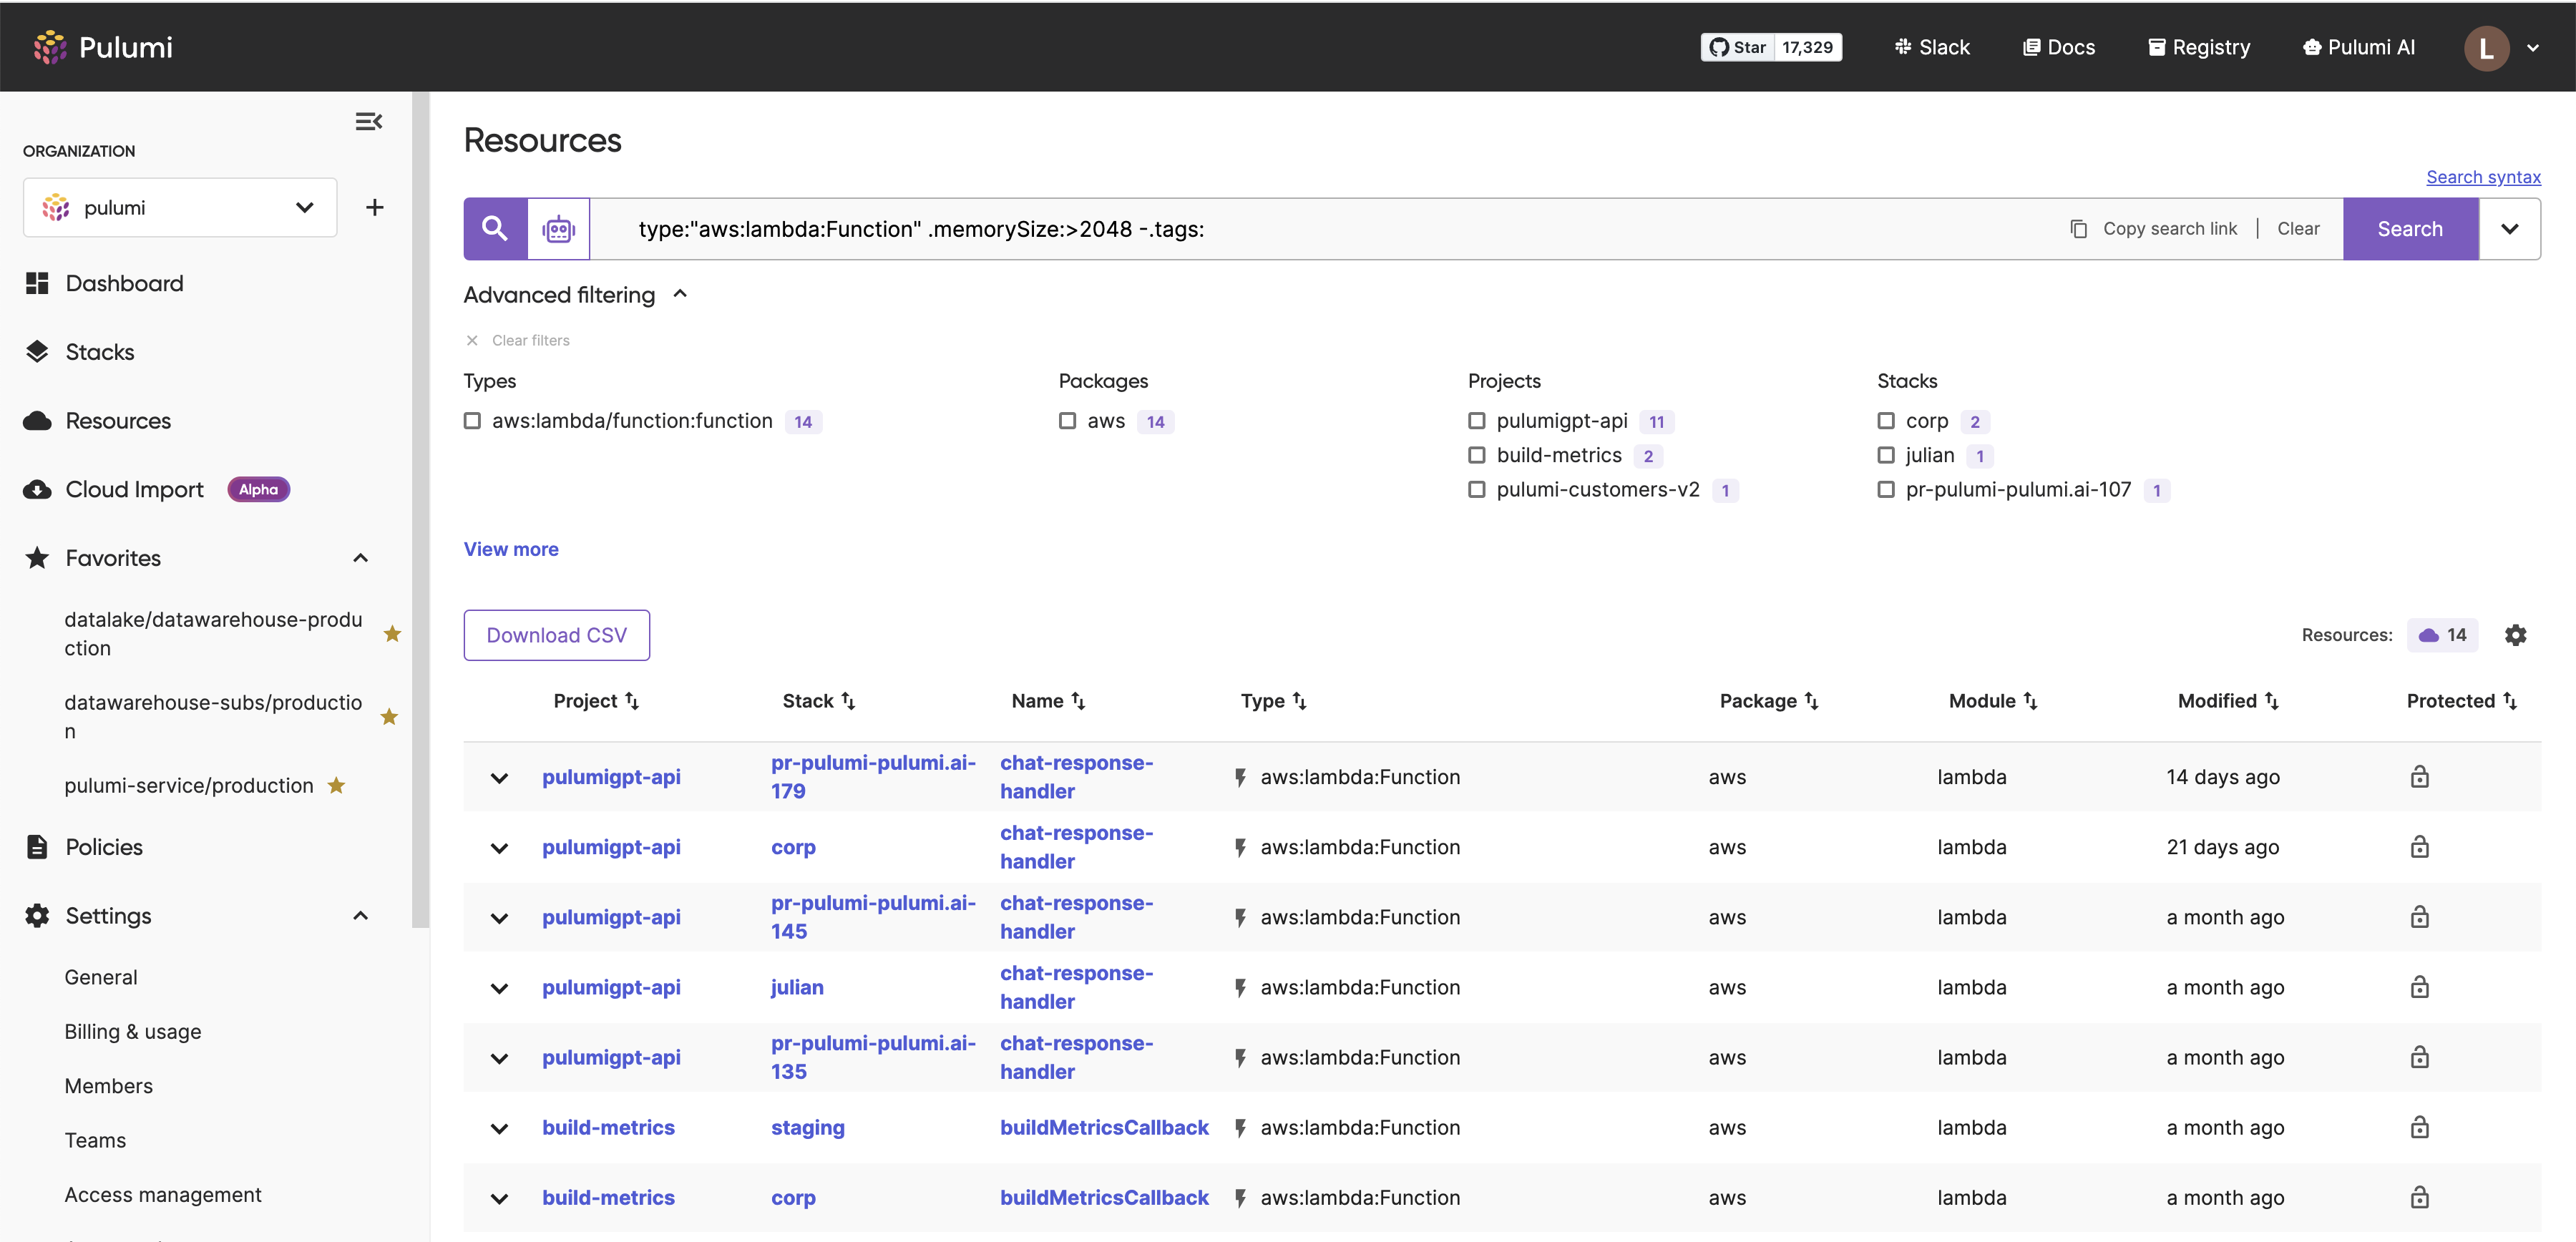 Pulumi
Star 17,329
Slack
Docs
Registry
Pulumi AI
L
ORGANIZATION
pulumi
Dashboard
Stacks
Resources
Cloud Import Alpha
Favorites
datalake/datawarehouse-produ
ction
datawarehouse-subs/productio
n
pulumi-service/production
Policies
Settings
General
Billing & usage
Members
Teams
Access management
Resources
Search syntax
type:"aws:lambda:Function" .memorySize:>2048 -.tags:
Copy search link | Clear
Search
Advanced filtering
Clear filters
Types
aws:lambda/function:function 14
Packages
aws 14
Projects
pulumigpt-api 11
build-metrics 2
pulumi-customers-v2 1
Stacks
corp 2
julian 1
pr-pulumi-pulumi.ai-107 1
View more
Download CSV
Resources: 14
Project Stack Name Type Package Module Modified Protected
pulumigpt-api pr-pulumi-pulumi.ai- chat-response- aws:lambda:Function aws lambda 14 days ago
179 handler
pulumigpt-api corp chat-response- aws:lambda:Function aws lambda 21 days ago
handler
pulumigpt-api pr-pulumi-pulumi.ai- chat-response- aws:lambda:Function aws lambda a month ago
145 handler
pulumigpt-api julian chat-response- aws:lambda:Function aws lambda a month ago
handler
pulumigpt-api pr-pulumi-pulumi.ai- chat-response- aws:lambda:Function aws lambda a month ago
135 handler
build-metrics staging buildMetricsCallback aws:lambda:Function aws lambda a month ago
build-metrics corp buildMetricsCallback aws:lambda:Function aws lambda a month ago